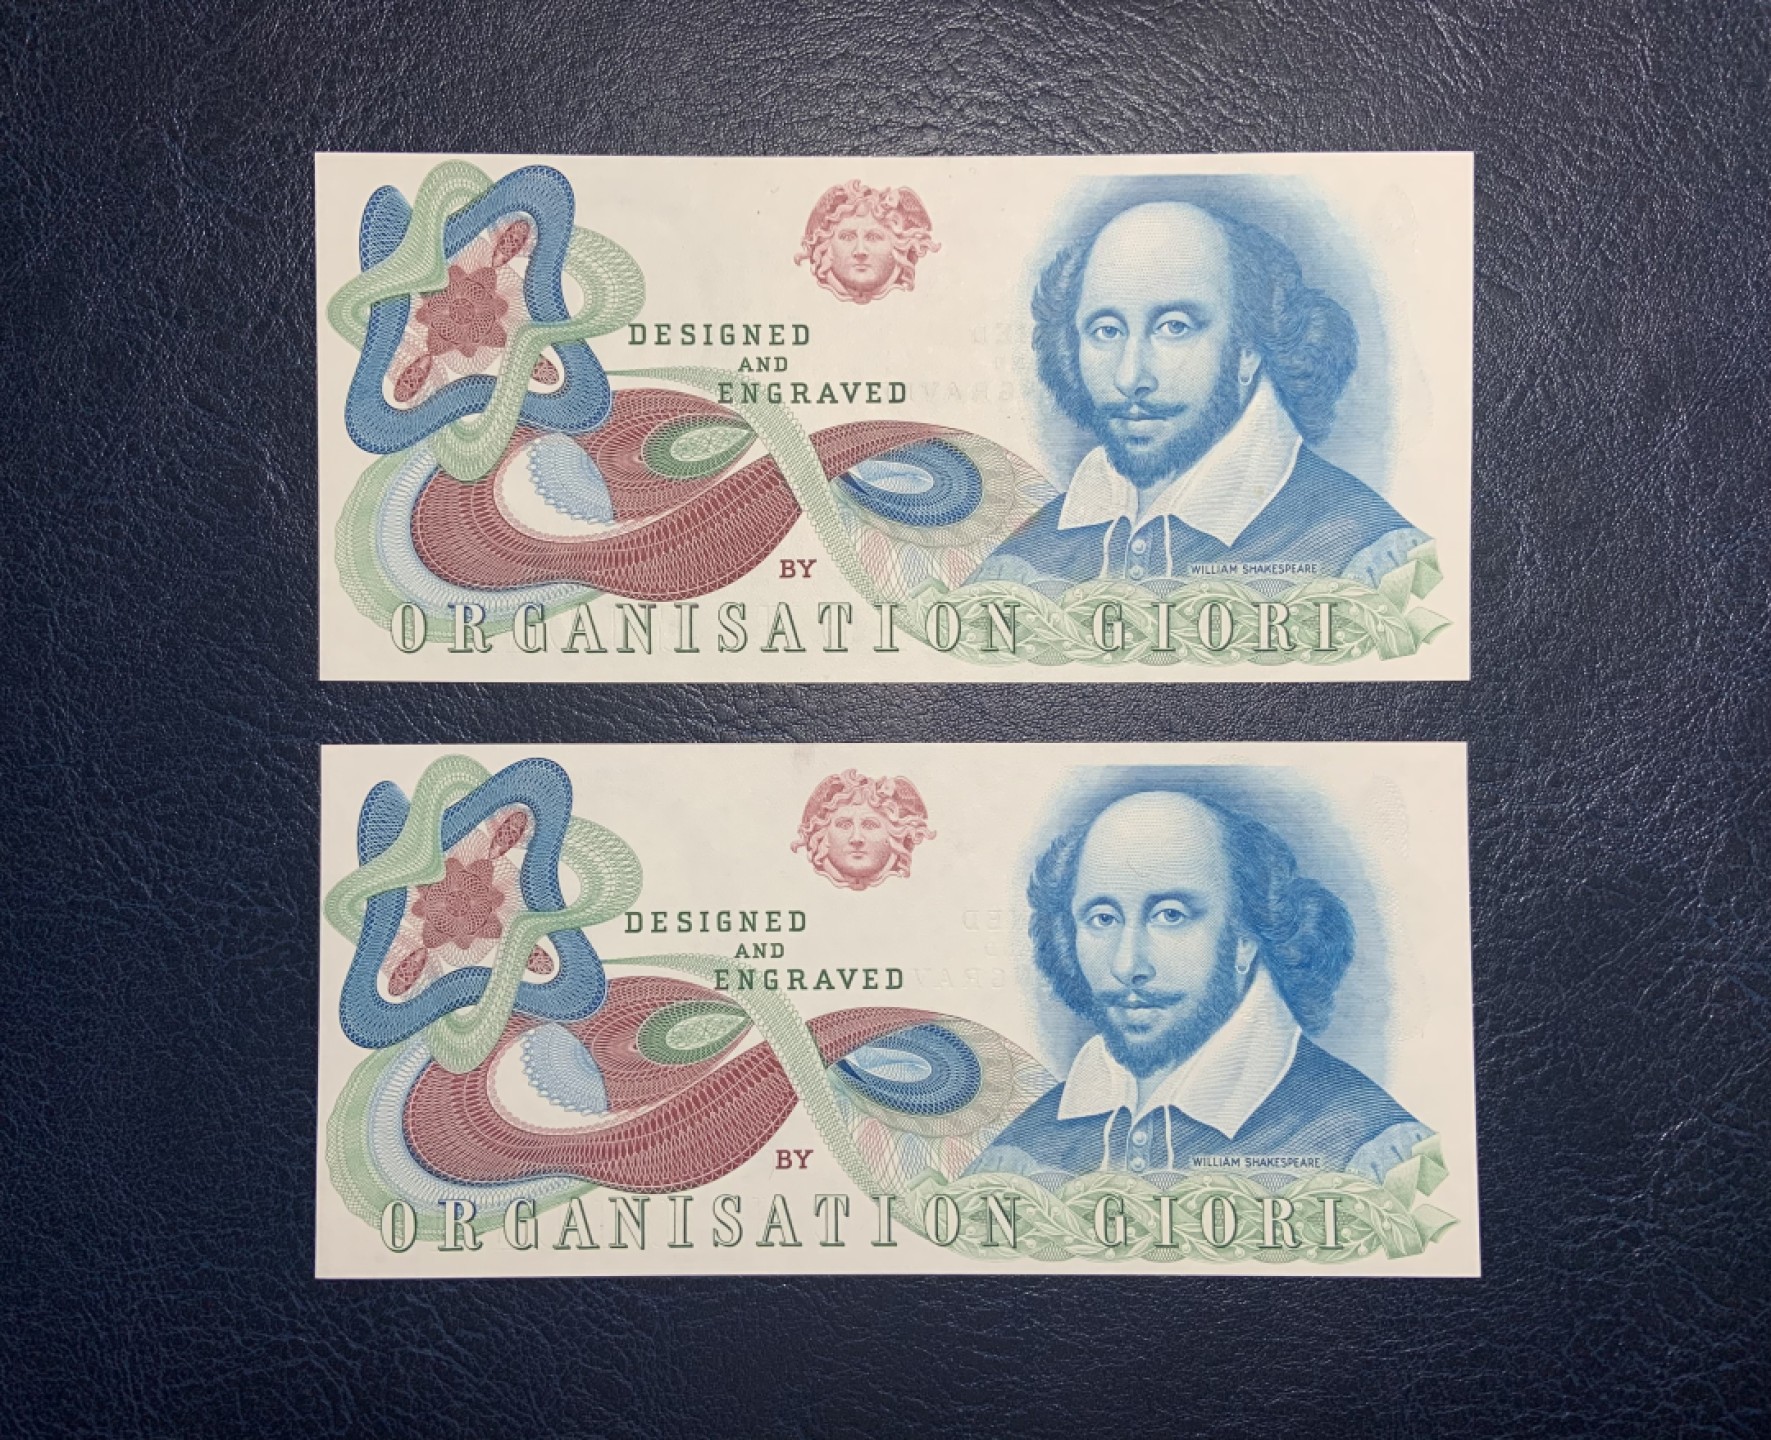 DESIGNED
AND
ENGRAVED
BY
WILLIAM SHAKESPEARE
ORGANISATION GIORI
DESIGNED
AND
ENGRAVED
BY
WILLIAM SHAKESPEARE
ORGANISATION GIORI